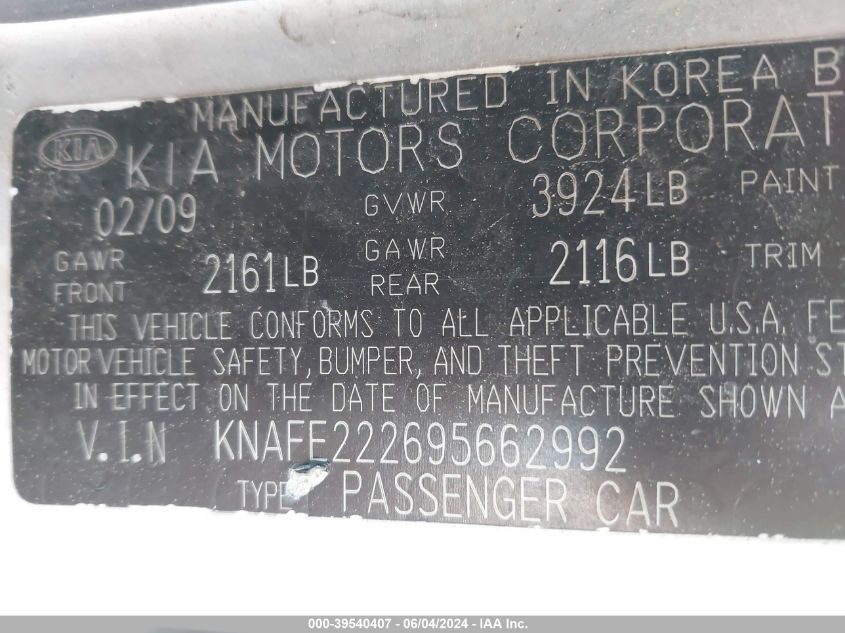 MANUFACTURED IN KOREA B
KIA KIA MOTORS CORPORAT
02/09 GVWR 3924LB PAINT
GAWR FRONT 2161LB GAWR REAR 2116LB TRIM
THIS VEHICLE CONFORMS TO ALL APPLICABLE U.S.A. FE
MOTOR VEHICLE SAFETY, BUMPER, AND THEFT PREVENTION ST
IN EFFECT ON THE DATE OF MANUFACTURE SHOWN A
V.I.N KNAFE222695662992
TYPE PASSENGER CAR
000-39540407 - 06/04/2024 - IAA Inc.